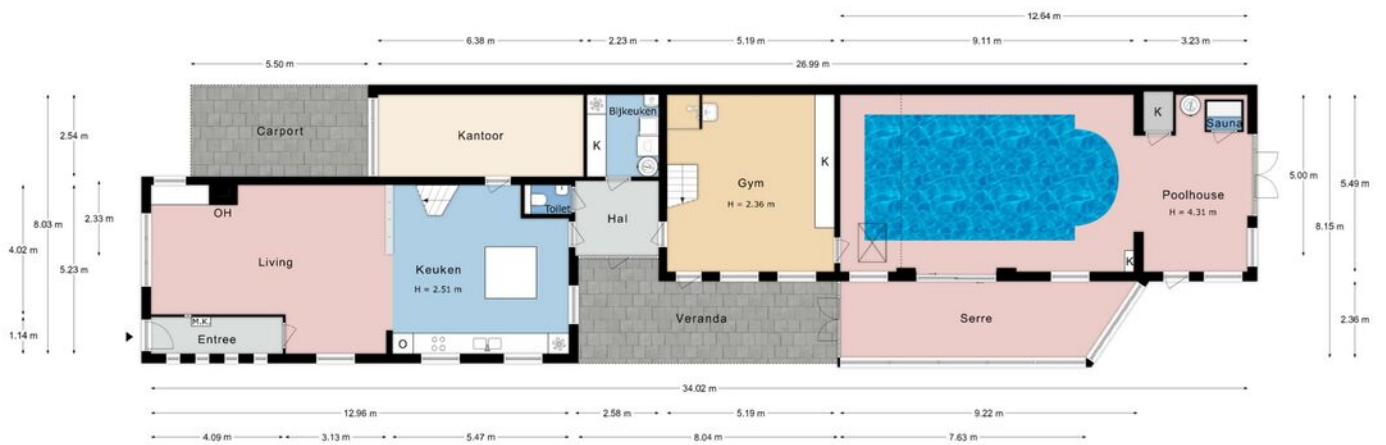 12.64 m
6.38 m 2.23 m 5.19 m 9.11 m 3.23 m
5.50 m 26.99 m
Carport
Kantoor
Bijkeuken
K
Gym
H = 2.36 m
K
K
Sauna
Poolhouse
H = 4.31 m
K
OH
Living
Keuken
H = 2.51 m
Toilet
Hal
M.K.
Entree
O
Veranda
Serre
2.54 m
8.03 m
2.33 m
4.02 m
5.23 m
1.14 m
5.00 m
5.49 m
8.15 m
2.36 m
34.02 m
12.96 m 2.58 m 5.19 m 9.22 m
4.09 m 3.13 m 5.47 m 8.04 m 7.63 m